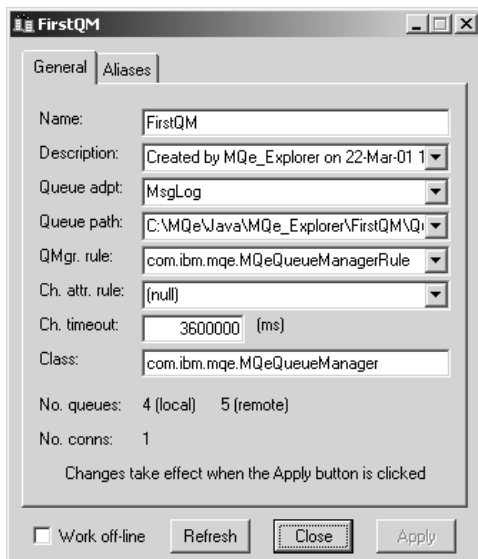 FirstQM
General Aliases
Name: FirstQM
Description: Created by MQe_Explorer on 22-Mar-01 1
Queue adpt: MsgLog
Queue path: C:\MQe\Java\MQe_Explorer\FirstQM\Qu
QMgr. rule: com.ibm.mqe.MQeQueueManagerRule
Ch. attr. rule: (null)
Ch. timeout: 3600000 (ms)
Class: com.ibm.mqe.MQeQueueManager
No. queues: 4 (local) 5 (remote)
No. conns: 1
Changes take effect when the Apply button is clicked
Work off-line Refresh Close Apply